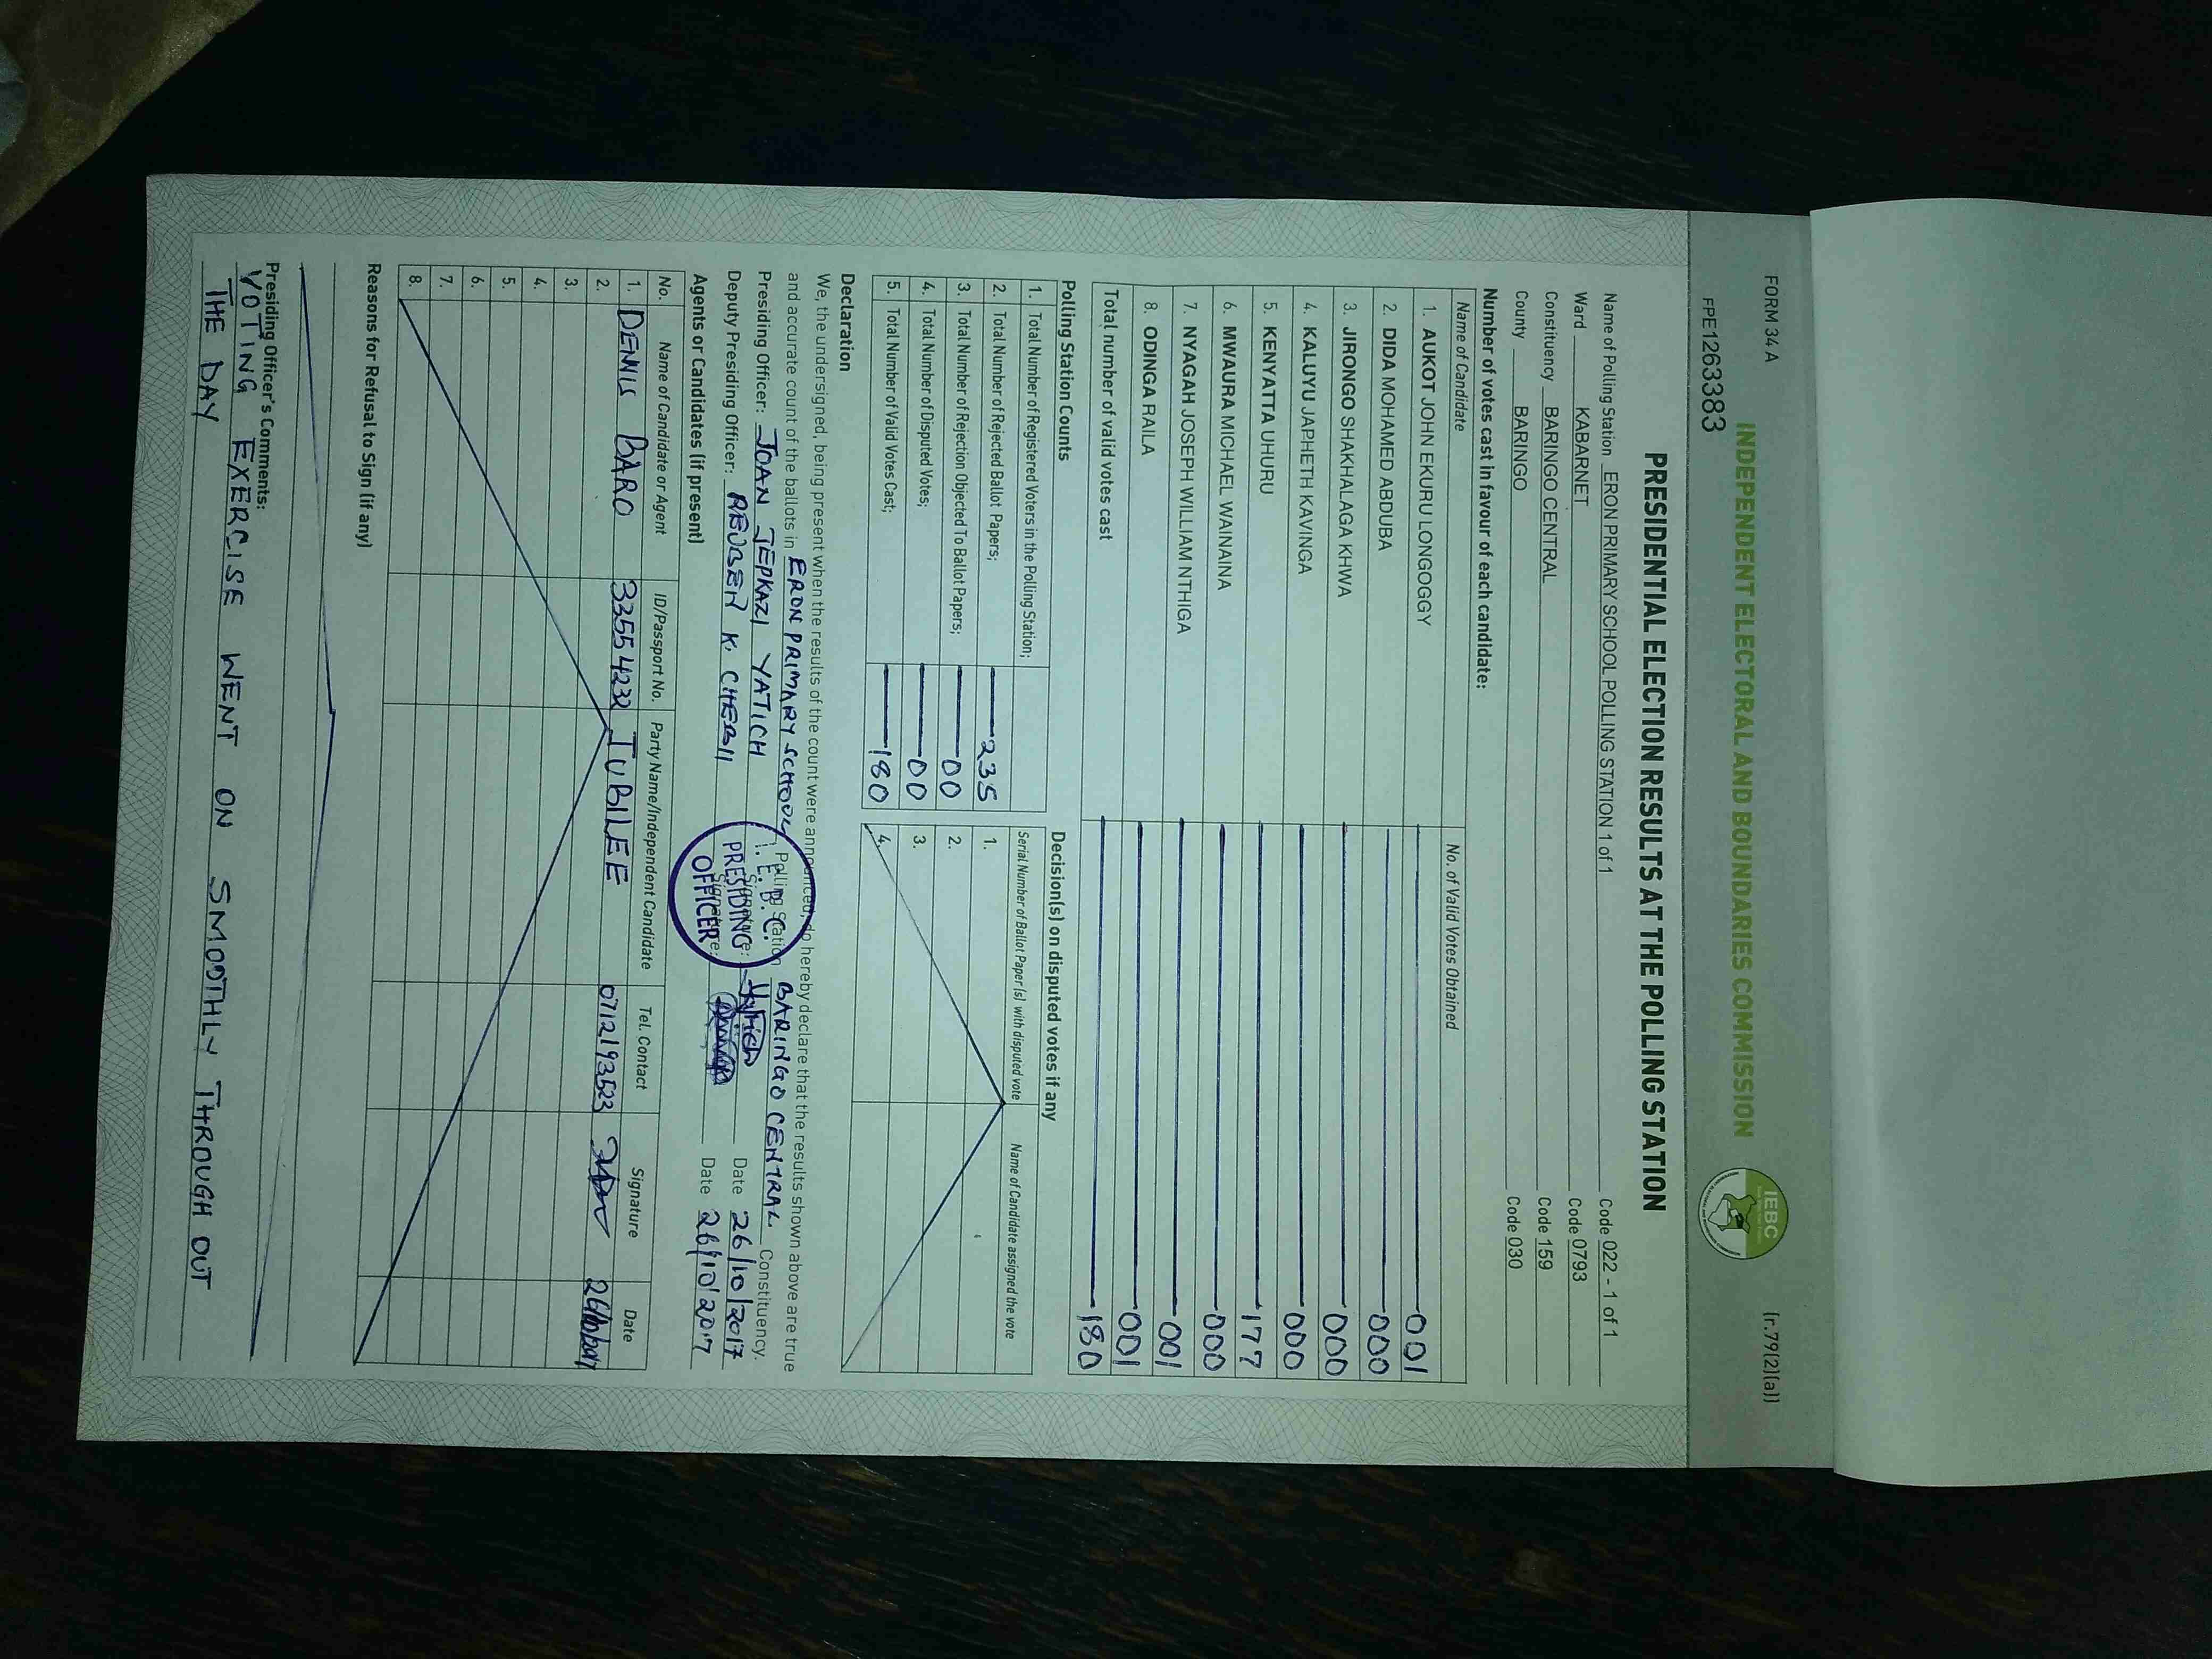 FORM 34 A
(r.79(2)(a))
FPE1263383
INDEPENDENT ELECTORAL AND BOUNDARIES COMMISSION
IEBC
PRESIDENTIAL ELECTION RESULTS AT THE POLLING STATION
Name of Polling Station ERON PRIMARY SCHOOL POLLING STATION 1 of 1 Code 022 - 1 of 1
Ward KABARNET Code 0793
Constituency BARINGO CENTRAL Code 159
County BARINGO Code 030
Number of votes cast in favour of each candidate:
Name of Candidate No. of Valid Votes Obtained
1. AUKOT JOHN EKURU LONGOGGY 001
2. DIDA MOHAMED ABDUBA 000
3. JIRONGO SHAKHALAGA KHWA 000
4. KALUYU JAPHETH KAVINGA 000
5. KENYATTA UHURU 177
6. MWAURA MICHAEL WAINAINA 000
7. NYAGAH JOSEPH WILLIAM NTHIGA 001
8. ODINGA RAILA 001
Total number of valid votes cast 180
Polling Station Counts
1. Total Number of Registered Voters in the Polling Station; 235
2. Total Number of Rejected Ballot Papers; 00
3. Total Number of Rejection Objected To Ballot Papers; 00
4. Total Number of Disputed Votes;
5. Total Number of Valid Votes Cast; 180
Decision(s) on disputed votes if any
Serial Number of Ballot Paper(s) with disputed vote Name of Candidate assigned the vote
1.
2.
3.
4.
Declaration
We, the undersigned, being present when the results of the count were announced, do hereby declare that the results shown above are true
and accurate count of the ballots in ERON PRIMARY SCHOOL Polling Station BARINGO CENTRAL Constituency.
Presiding Officer: JOAN JEPKAZI YATICH Signature: Yatich Date 26/10/2017
Deputy Presiding Officer: REUBEN K. CHEBII Signature: Date 26/10/2017
I. E. B. C.
PRESIDING
OFFICER
Agents or Candidates (if present)
No. Name of Candidate or Agent ID/Passport No. Party Name/Independent Candidate Tel. Contact Signature Date
1. DENIS BARO 33554232 JUBILEE 0712193523 26/10/2017
2.
3.
4.
5.
6.
7.
8.
Reasons for Refusal to Sign (if any)
Presiding Officer's Comments:
VOTING EXERCISE WENT ON SMOOTHLY THROUGH OUT
THE DAY